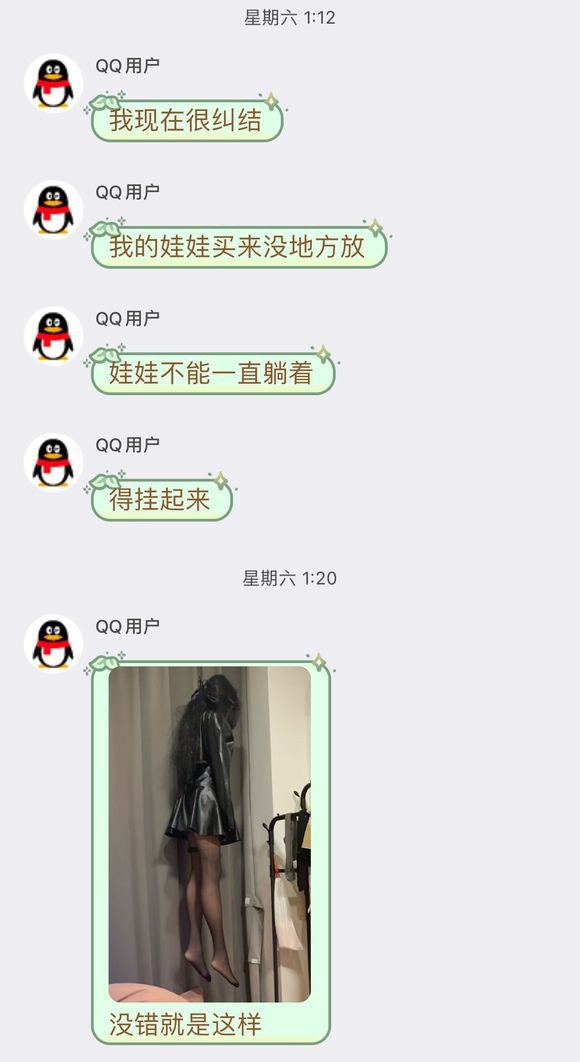 星期六 1:12
QQ用户
我现在很纠结
QQ用户
我的娃娃买来没地方放
QQ用户
娃娃不能一直躺着
QQ用户
得挂起来
星期六 1:20
QQ用户
没错就是这样